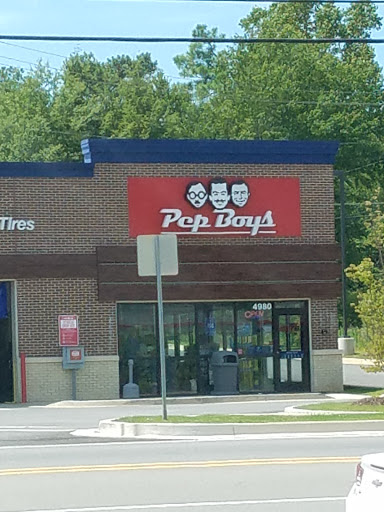 Pep Boys
Tires
4980
OPEN